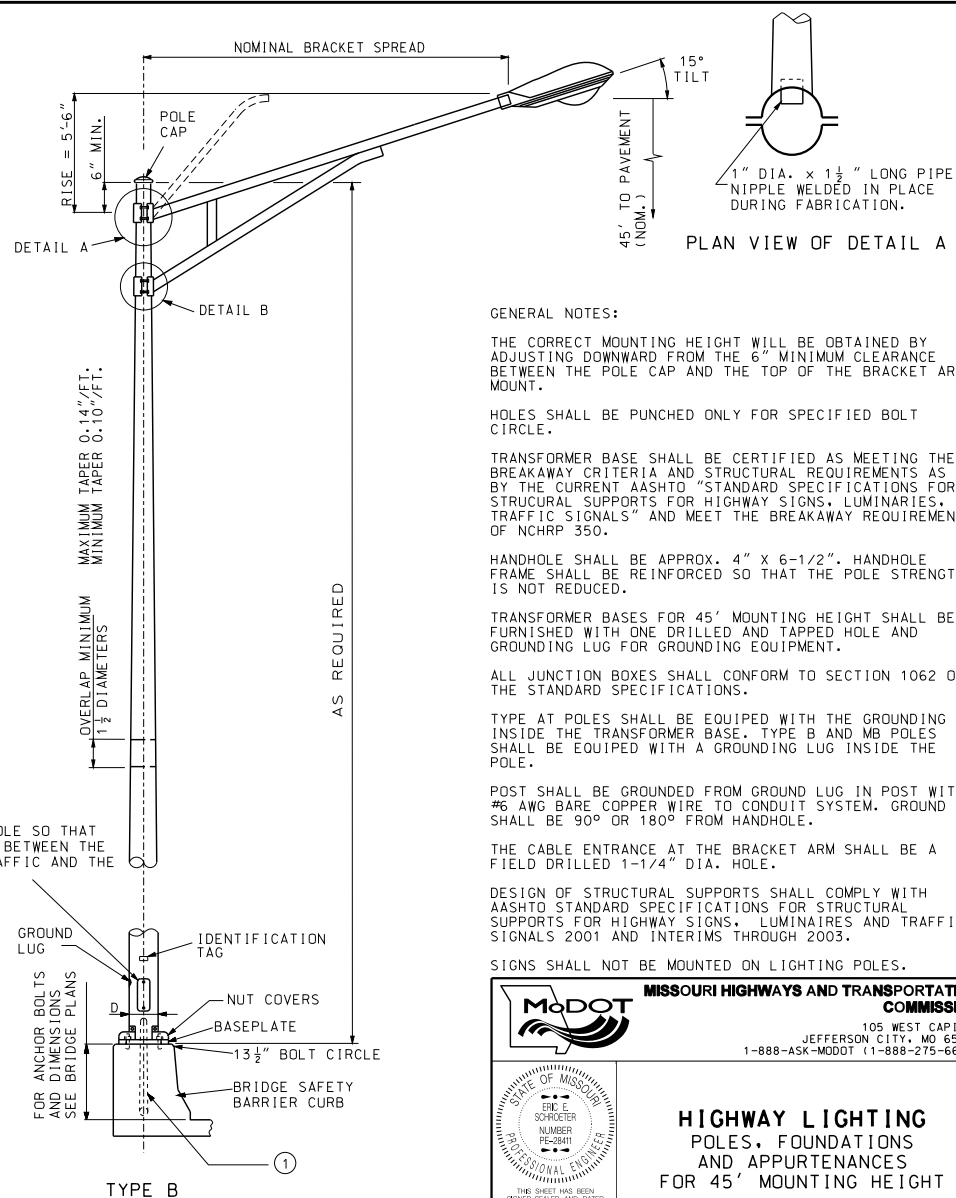 NOMINAL BRACKET SPREAD
15°
TILT
RISE = 5'-6"
6" MIN.
POLE
CAP
45' TO PAVEMENT
(NOM.)
1" DIA. x 1 1/2 " LONG PIPE
NIPPLE WELDED IN PLACE
DURING FABRICATION.
PLAN VIEW OF DETAIL A
DETAIL A
DETAIL B
MAXIMUM TAPER 0.14"/FT.
MINIMUM TAPER 0.10"/FT.
OVERLAP MINIMUM
1 1/2 DIAMETERS
AS REQUIRED
OLE SO THAT
BETWEEN THE
AFFIC AND THE
GROUND
LUG
IDENTIFICATION
TAG
D
NUT COVERS
BASEPLATE
13 1/2" BOLT CIRCLE
FOR ANCHOR BOLTS
AND DIMENSIONS
SEE BRIDGE PLANS
BRIDGE SAFETY
BARRIER CURB
1
TYPE B
GENERAL NOTES:
THE CORRECT MOUNTING HEIGHT WILL BE OBTAINED BY
ADJUSTING DOWNWARD FROM THE 6" MINIMUM CLEARANCE
BETWEEN THE POLE CAP AND THE TOP OF THE BRACKET AR
MOUNT.
HOLES SHALL BE PUNCHED ONLY FOR SPECIFIED BOLT
CIRCLE.
TRANSFORMER BASE SHALL BE CERTIFIED AS MEETING THE
BREAKAWAY CRITERIA AND STRUCTURAL REQUIREMENTS AS
BY THE CURRENT AASHTO "STANDARD SPECIFICATIONS FOR
STRUCURAL SUPPORTS FOR HIGHWAY SIGNS, LUMINARIES,
TRAFFIC SIGNALS" AND MEET THE BREAKAWAY REQUIREMEN
OF NCHRP 350.
HANDHOLE SHALL BE APPROX. 4" X 6-1/2". HANDHOLE
FRAME SHALL BE REINFORCED SO THAT THE POLE STRENGT
IS NOT REDUCED.
TRANSFORMER BASES FOR 45' MOUNTING HEIGHT SHALL BE
FURNISHED WITH ONE DRILLED AND TAPPED HOLE AND
GROUNDING LUG FOR GROUNDING EQUIPMENT.
ALL JUNCTION BOXES SHALL CONFORM TO SECTION 1062 O
THE STANDARD SPECIFICATIONS.
TYPE AT POLES SHALL BE EQUIPED WITH THE GROUNDING
INSIDE THE TRANSFORMER BASE. TYPE B AND MB POLES
SHALL BE EQUIPED WITH A GROUNDING LUG INSIDE THE
POLE.
POST SHALL BE GROUNDED FROM GROUND LUG IN POST WIT
#6 AWG BARE COPPER WIRE TO CONDUIT SYSTEM. GROUND
SHALL BE 90° OR 180° FROM HANDHOLE.
THE CABLE ENTRANCE AT THE BRACKET ARM SHALL BE A
FIELD DRILLED 1-1/4" DIA. HOLE.
DESIGN OF STRUCTURAL SUPPORTS SHALL COMPLY WITH
AASHTO STANDARD SPECIFICATIONS FOR STRUCTURAL
SUPPORTS FOR HIGHWAY SIGNS, LUMINAIRES AND TRAFFI
SIGNALS 2001 AND INTERIMS THROUGH 2003.
SIGNS SHALL NOT BE MOUNTED ON LIGHTING POLES.
MoDOT
MISSOURI HIGHWAYS AND TRANSPORTATI
COMMISSI
105 WEST CAPI
JEFFERSON CITY, MO 65
1-888-ASK-MODOT (1-888-275-66
STATE OF MISSOURI
ERIC E.
SCHROETER
NUMBER
PE-28411
PROFESSIONAL ENGINEER
THIS SHEET HAS BEEN
SIGNED, SEALED AND DATED
HIGHWAY LIGHTING
POLES, FOUNDATIONS
AND APPURTENANCES
FOR 45' MOUNTING HEIGHT